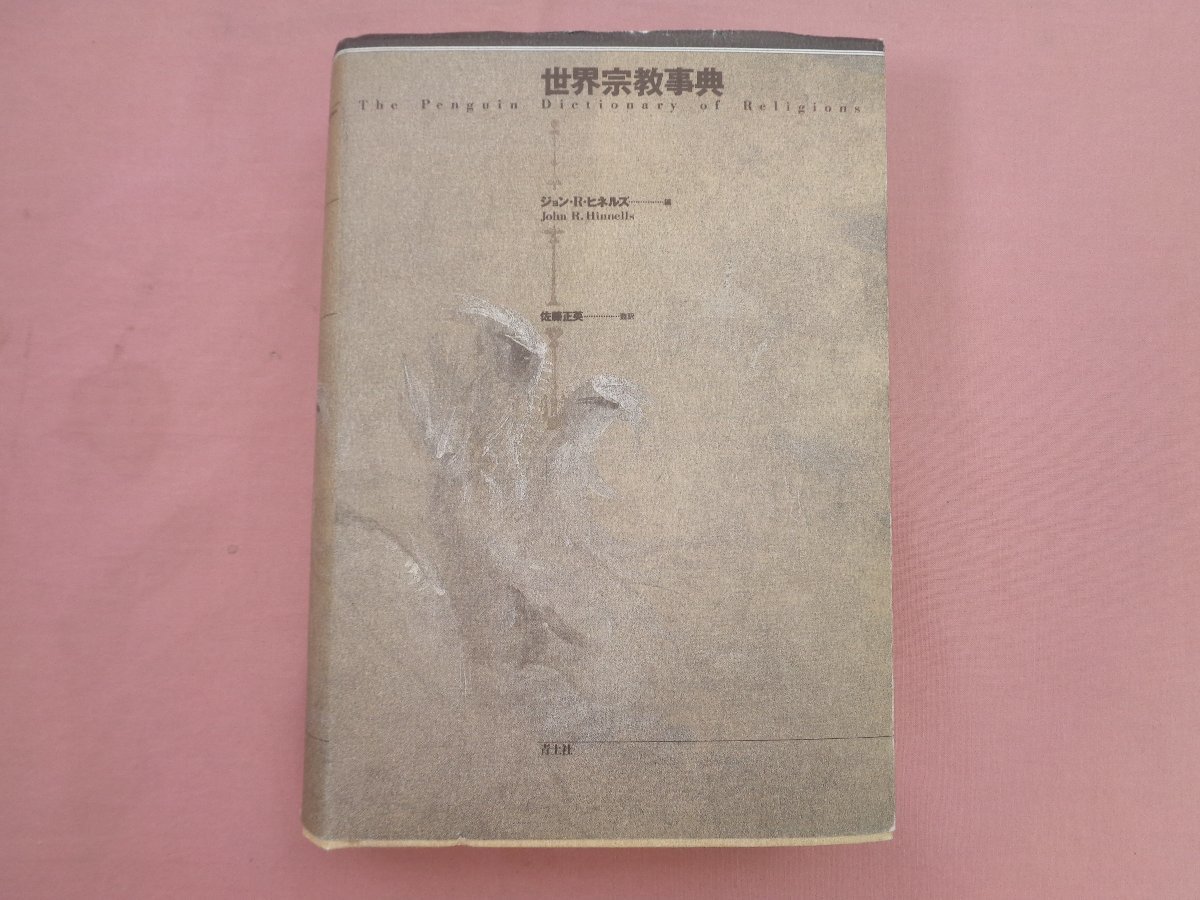 世界宗教事典
The Penguin Dictionary of Religions
ジョン・R・ヒネルズ…………編
John R. Hinnells
佐藤正英…………監訳
青土社